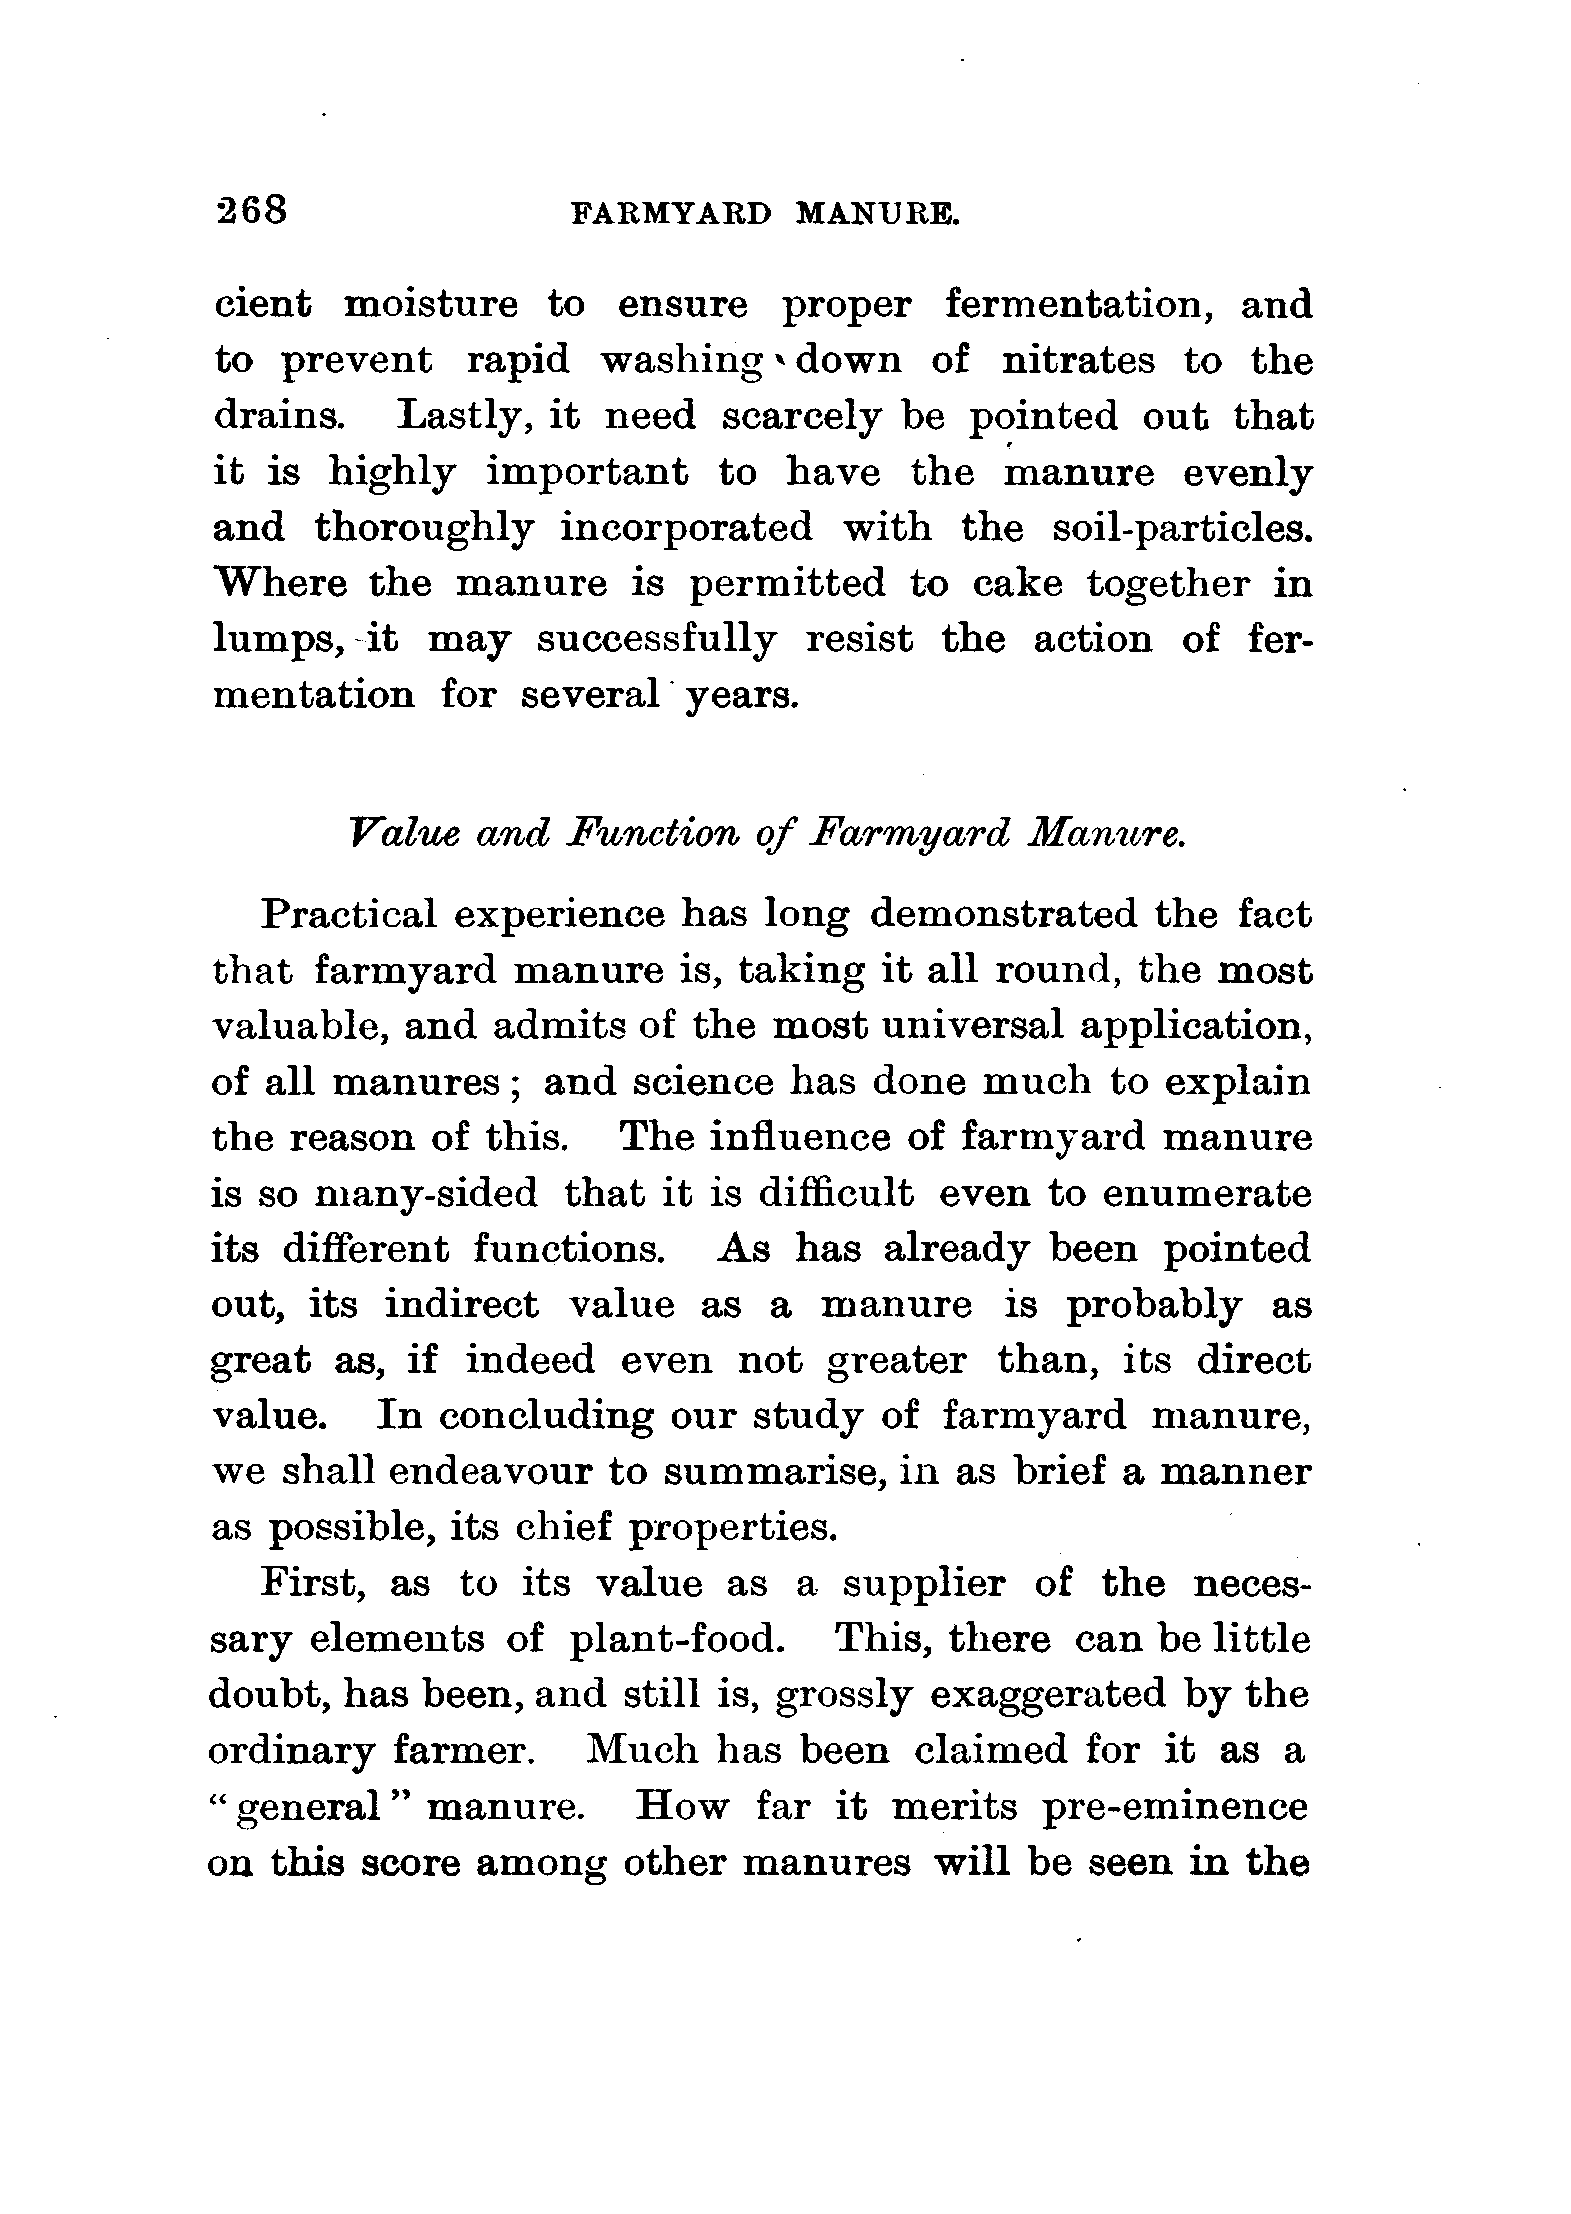 268 FARMYARD MANURE.
cient moisture to ensure proper fermentation, and
to prevent rapid washing down of nitrates to the
drains. Lastly, it need scarcely be pointed out that
it is highly important to have the manure evenly
and thoroughly incorporated with the soil-particles.
Where the manure is permitted to cake together in
lumps, it may successfully resist the action of fer-
mentation for several years.
Value and Function of Farmyard Manure.
Practical experience has long demonstrated the fact
that farmyard manure is, taking it all round, the most
valuable, and admits of the most universal application,
of all manures; and science has done much to explain
the reason of this. The influence of farmyard manure
is so many-sided that it is difficult even to enumerate
its different functions. As has already been pointed
out, its indirect value as a manure is probably as
great as, if indeed even not greater than, its direct
value. In concluding our study of farmyard manure,
we shall endeavour to summarise, in as brief a manner
as possible, its chief properties.
First, as to its value as a supplier of the neces-
sary elements of plant-food. This, there can be little
doubt, has been, and still is, grossly exaggerated by the
ordinary farmer. Much has been claimed for it as a
"general" manure. How far it merits pre-eminence
on this score among other manures will be seen in the